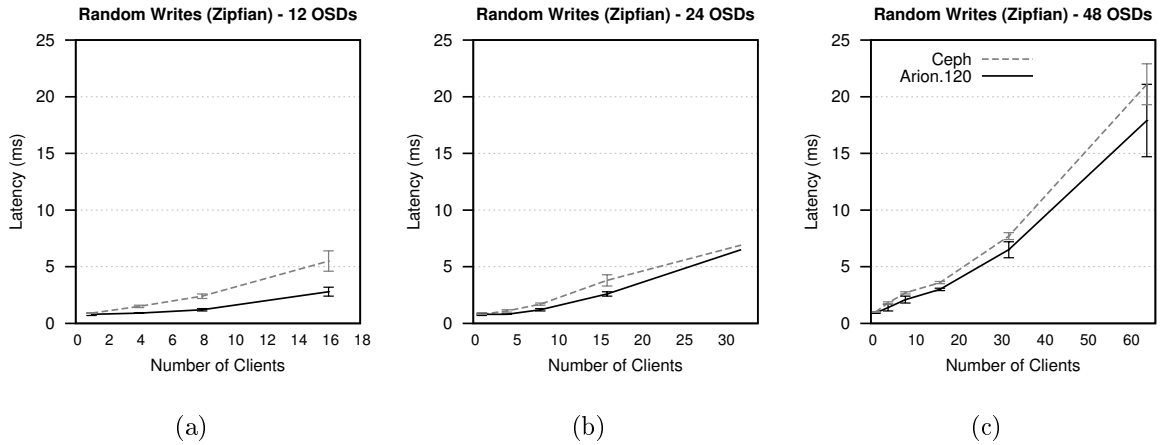 Random Writes (Zipfian) - 12 OSDs
25
20
15
10
5
0
Latency (ms)
0 2 4 6 8 10 12 14 16 18
Number of Clients
(a)
Random Writes (Zipfian) - 24 OSDs
25
20
15
10
5
0
Latency (ms)
0 5 10 15 20 25 30
Number of Clients
(b)
Random Writes (Zipfian) - 48 OSDs
25
20
15
10
5
0
Latency (ms)
Ceph
Arion.120
0 10 20 30 40 50 60
Number of Clients
(c)